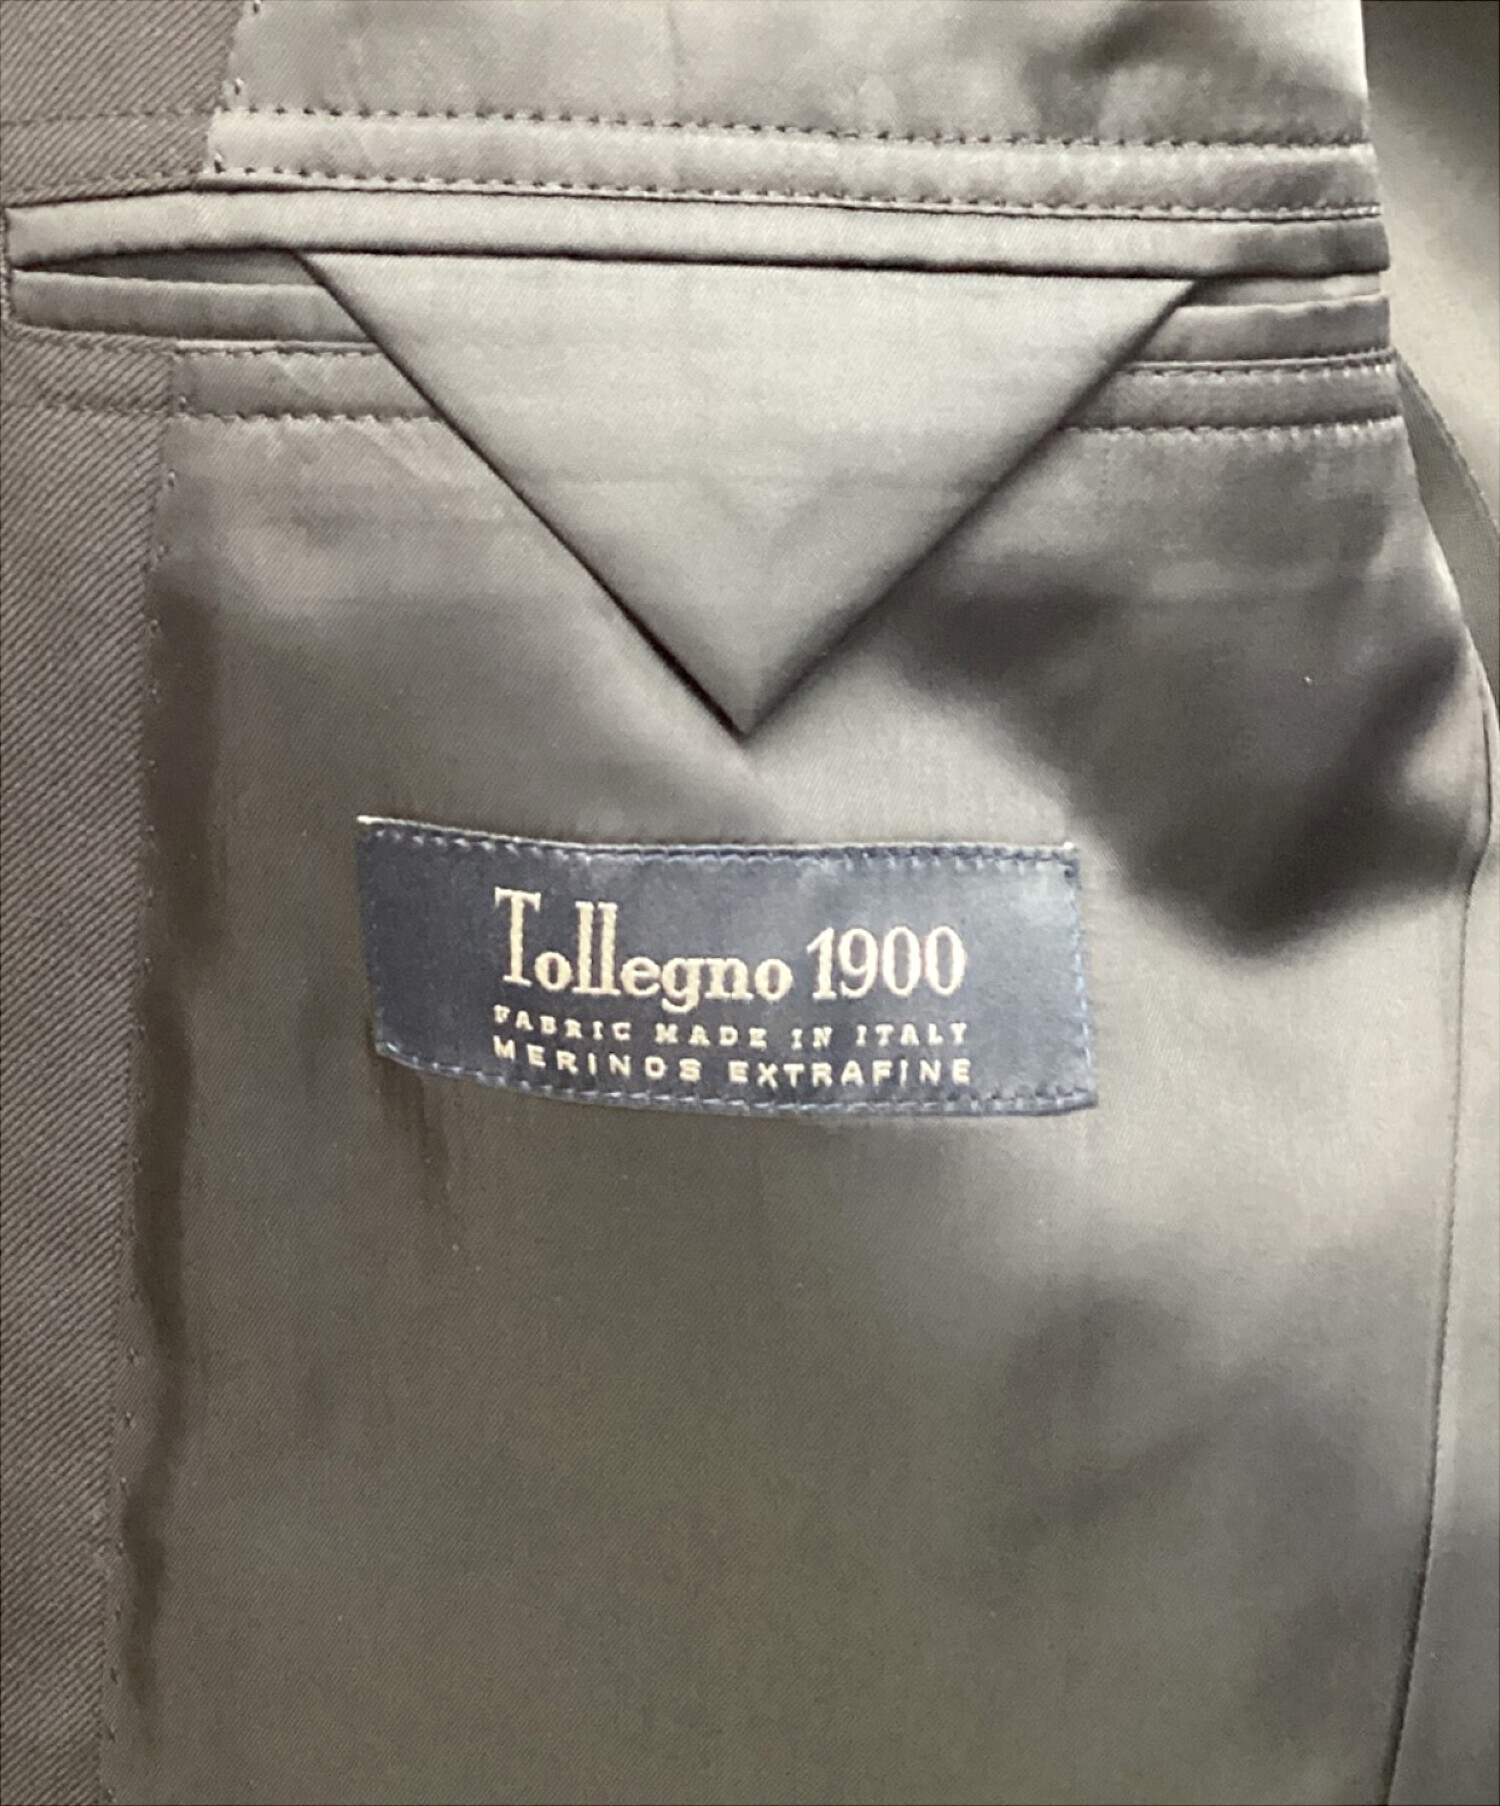 Tollegno 1900
FABRIC MADE IN ITALY
MERINOS EXTRAFINE